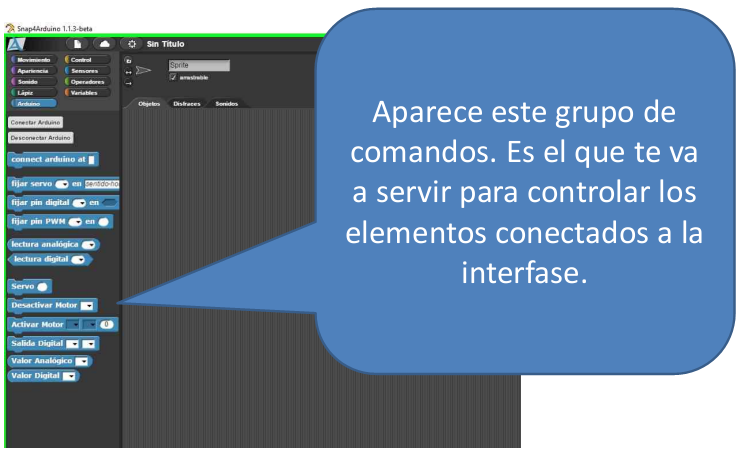 Snap4Arduino 1.1.3-beta
Sin Título
Movimiento Control
Apariencia Sensores
Sonido Operadores
Lápiz Variables
Arduino
Sprite
arrastrable
Objetos Disfraces Sonidos
Conectar Arduino
Desconectar Arduino
connect arduino at
fijar servo en sentido-ho
fijar pin digital en
fijar pin PWM en
lectura analógica
lectura digital
Servo
Desactivar Motor
Activar Motor 0
Salida Digital
Valor Analógico
Valor Digital
Aparece este grupo de
comandos. Es el que te va
a servir para controlar los
elementos conectados a la
interfase.